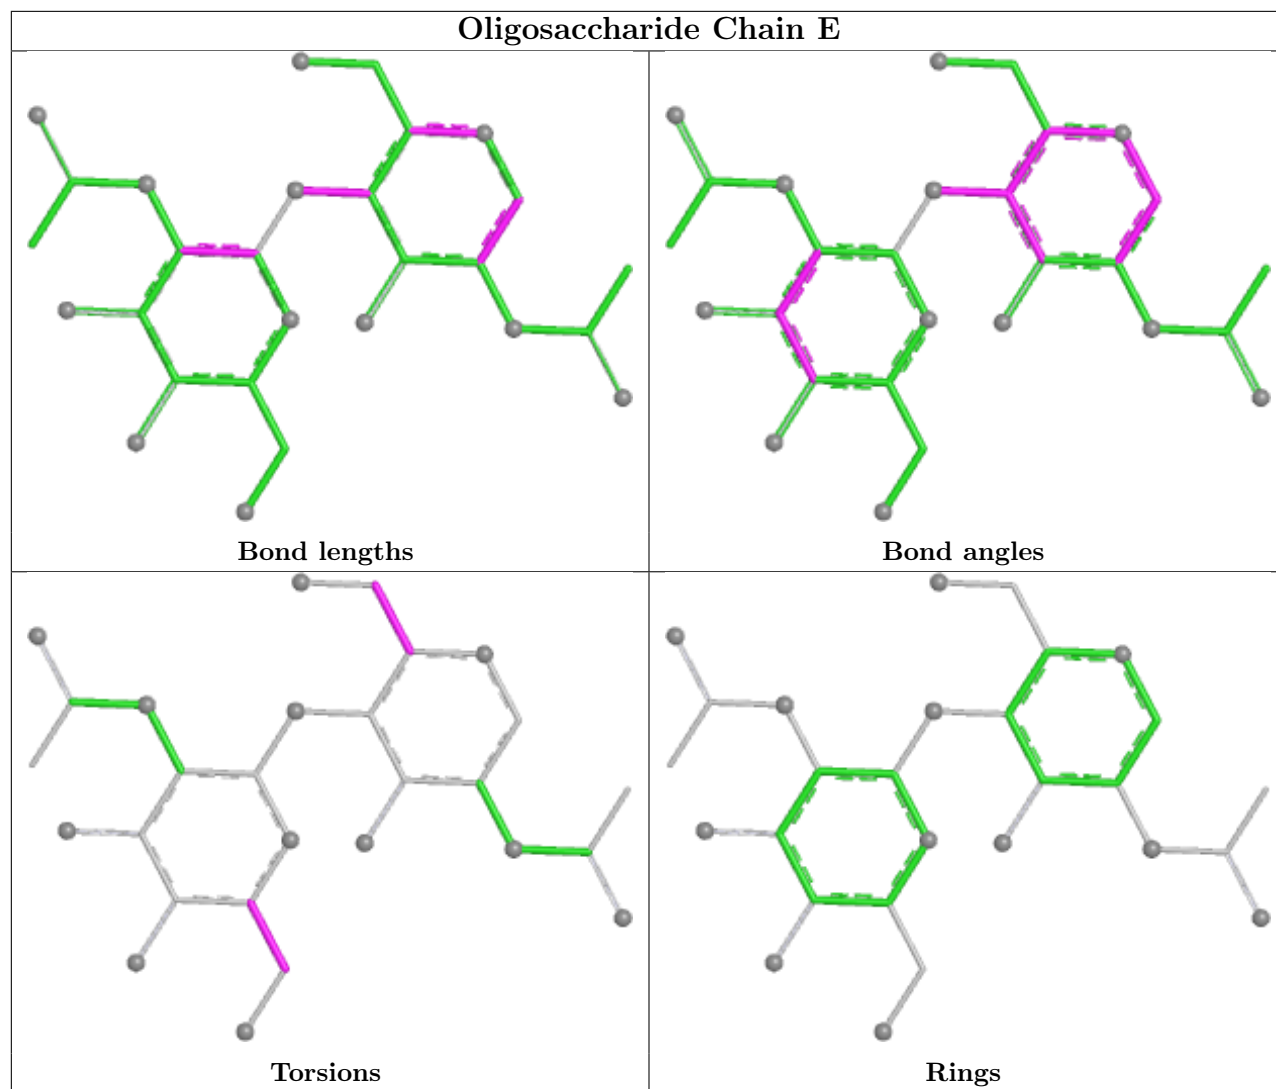 Oligosaccharide Chain E
Bond lengths
Bond angles
Torsions
Rings